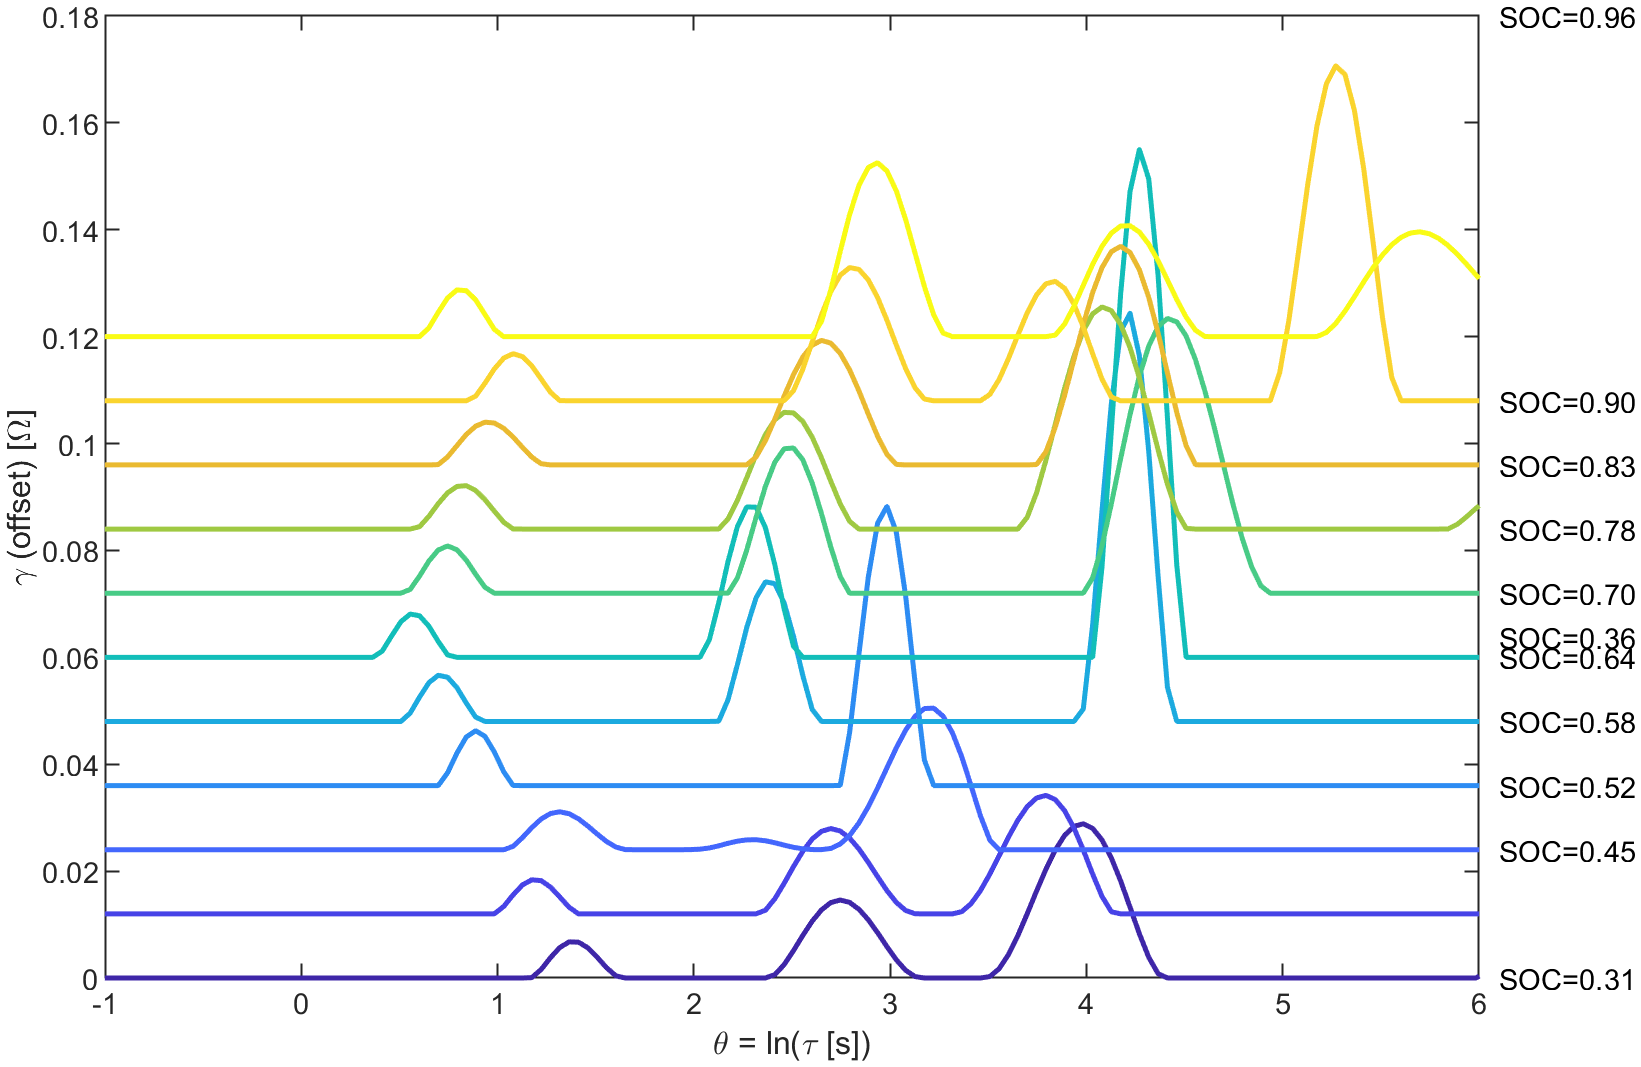 0.18
0.16
0.14
0.12
0.1
0.08
0.06
0.04
0.02
0
γ (offset) [Ω]
-1 0 1 2 3 4 5 6
θ = ln(τ [s])
SOC=0.96
SOC=0.90
SOC=0.83
SOC=0.78
SOC=0.70
SOC=0.36
SOC=0.64
SOC=0.58
SOC=0.52
SOC=0.45
SOC=0.31